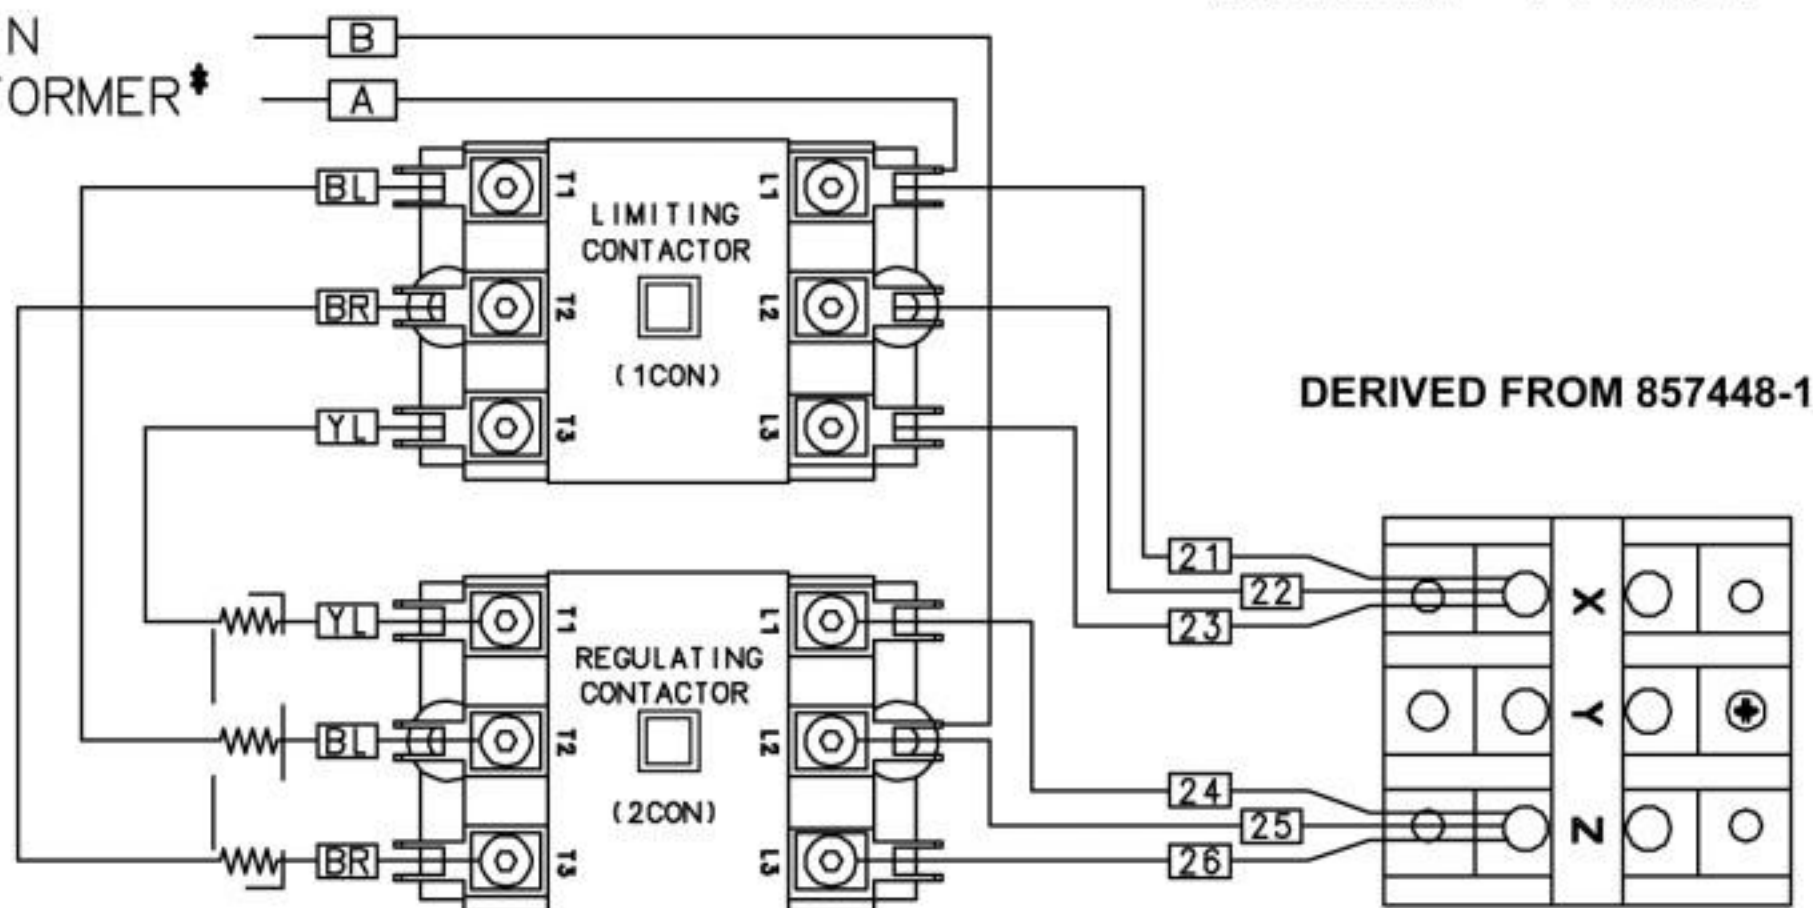 N
FORMER*
B
A
BL
T1
L1
LIMITING
CONTACTOR
BR
T2
L2
(1CON)
YL
T3
L3
DERIVED FROM 857448-1
21
22
23
X
YL
T1
L1
REGULATING
CONTACTOR
BL
T2
L2
Y
(2CON)
24
25
26
Z
BR
T3
L3